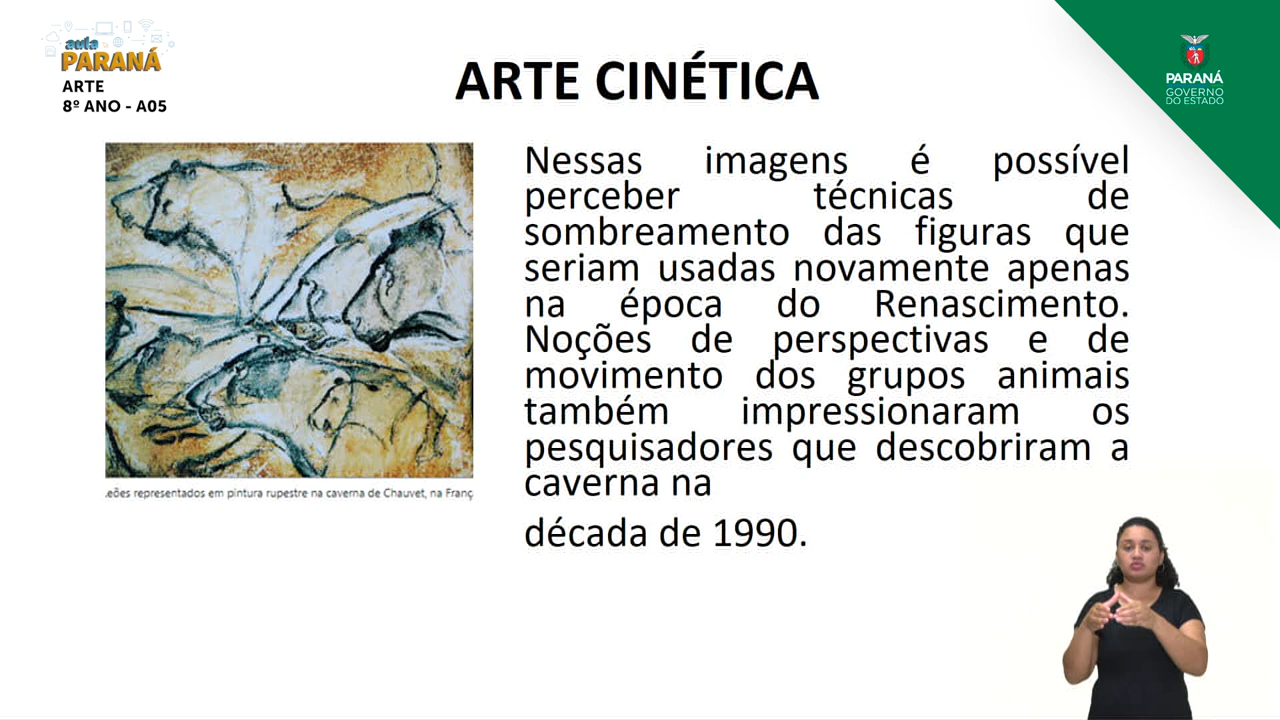 aula
PARANÁ
ARTE
8º ANO - A05
ARTE CINÉTICA
PARANÁ
GOVERNO
DO ESTADO
Nessas imagens é possível
perceber técnicas de
sombreamento das figuras que
seriam usadas novamente apenas
na época do Renascimento.
Noções de perspectivas e de
movimento dos grupos animais
também impressionaram os
pesquisadores que descobriram a
caverna na
década de 1990.
eões representados em pintura rupestre na caverna de Chauvet, na Franç